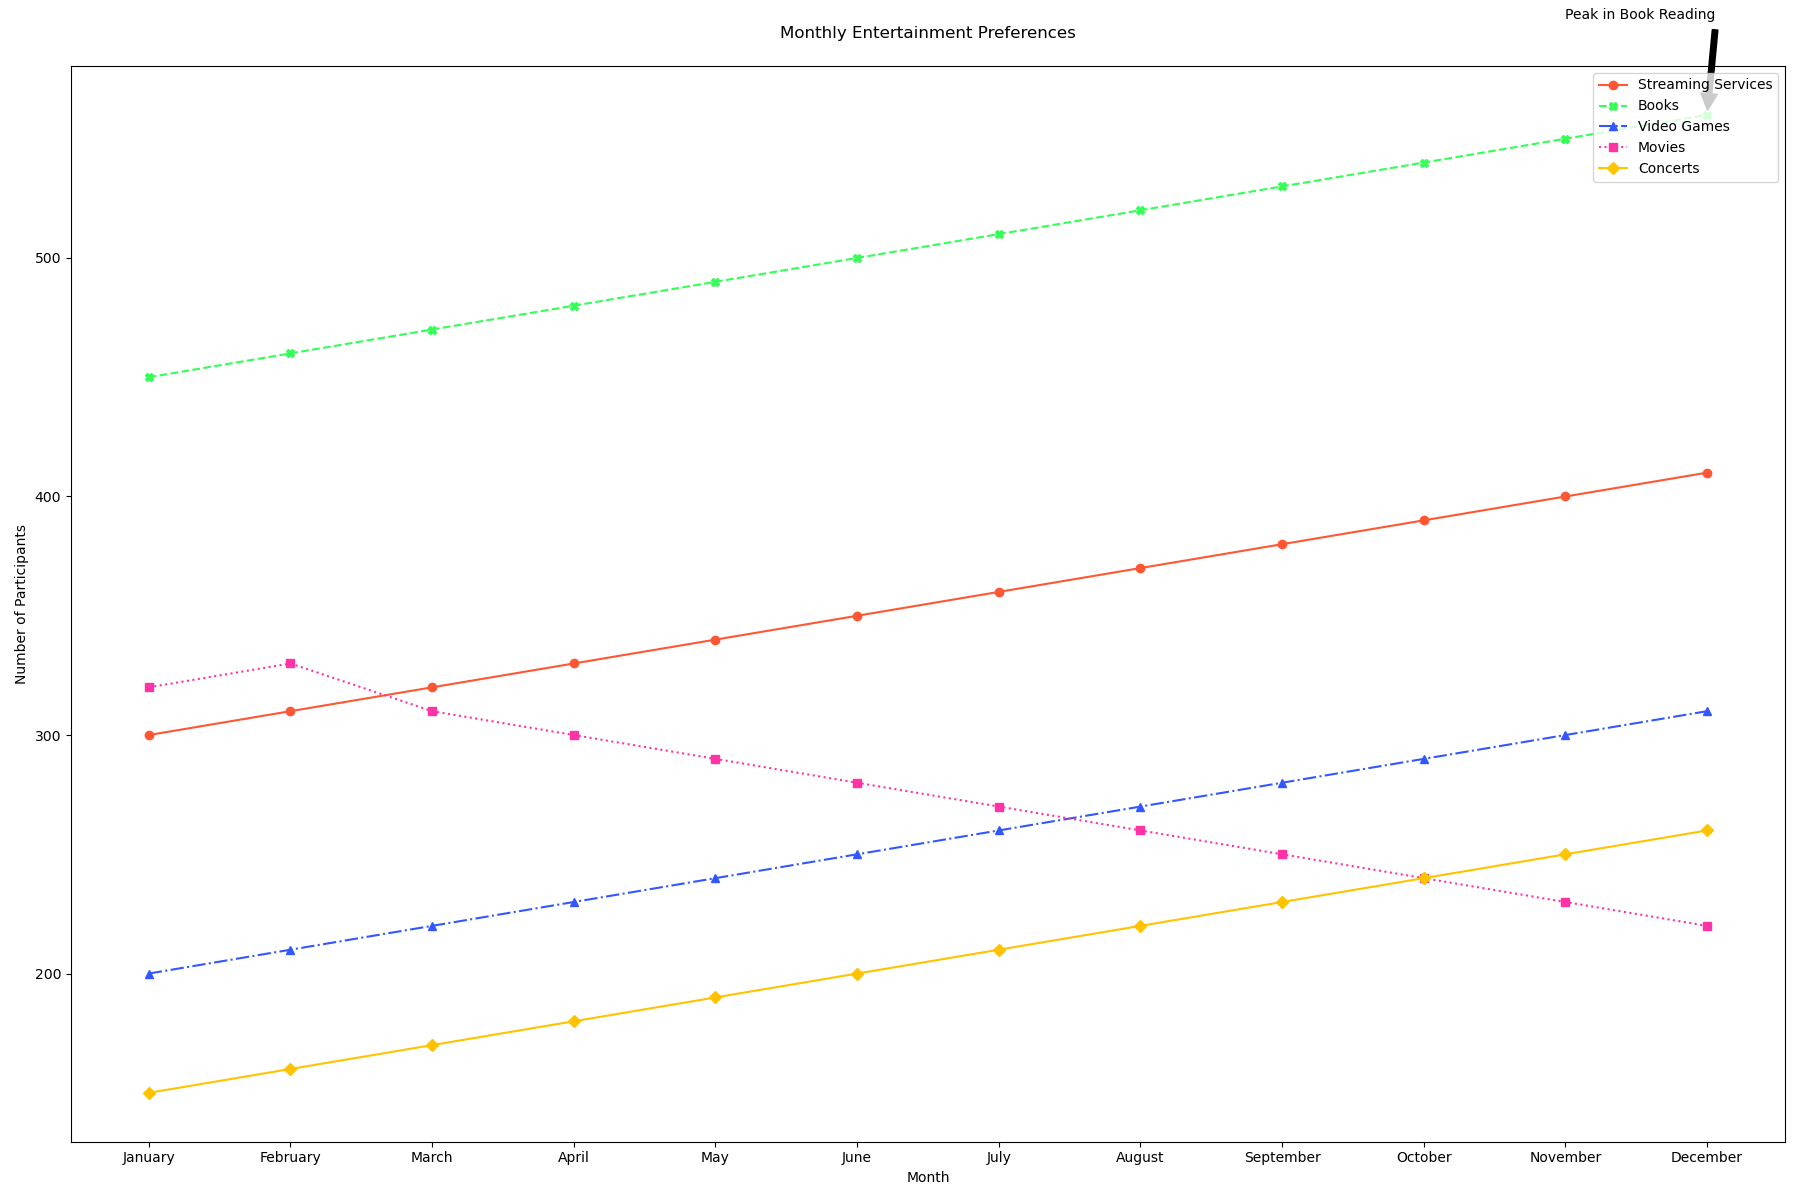 Peak in Book Reading
Monthly Entertainment Preferences
Streaming Services
Books
Video Games
Movies
Concerts
Number of Participants
500
400
300
200
January February March April May June July August September October November December
Month